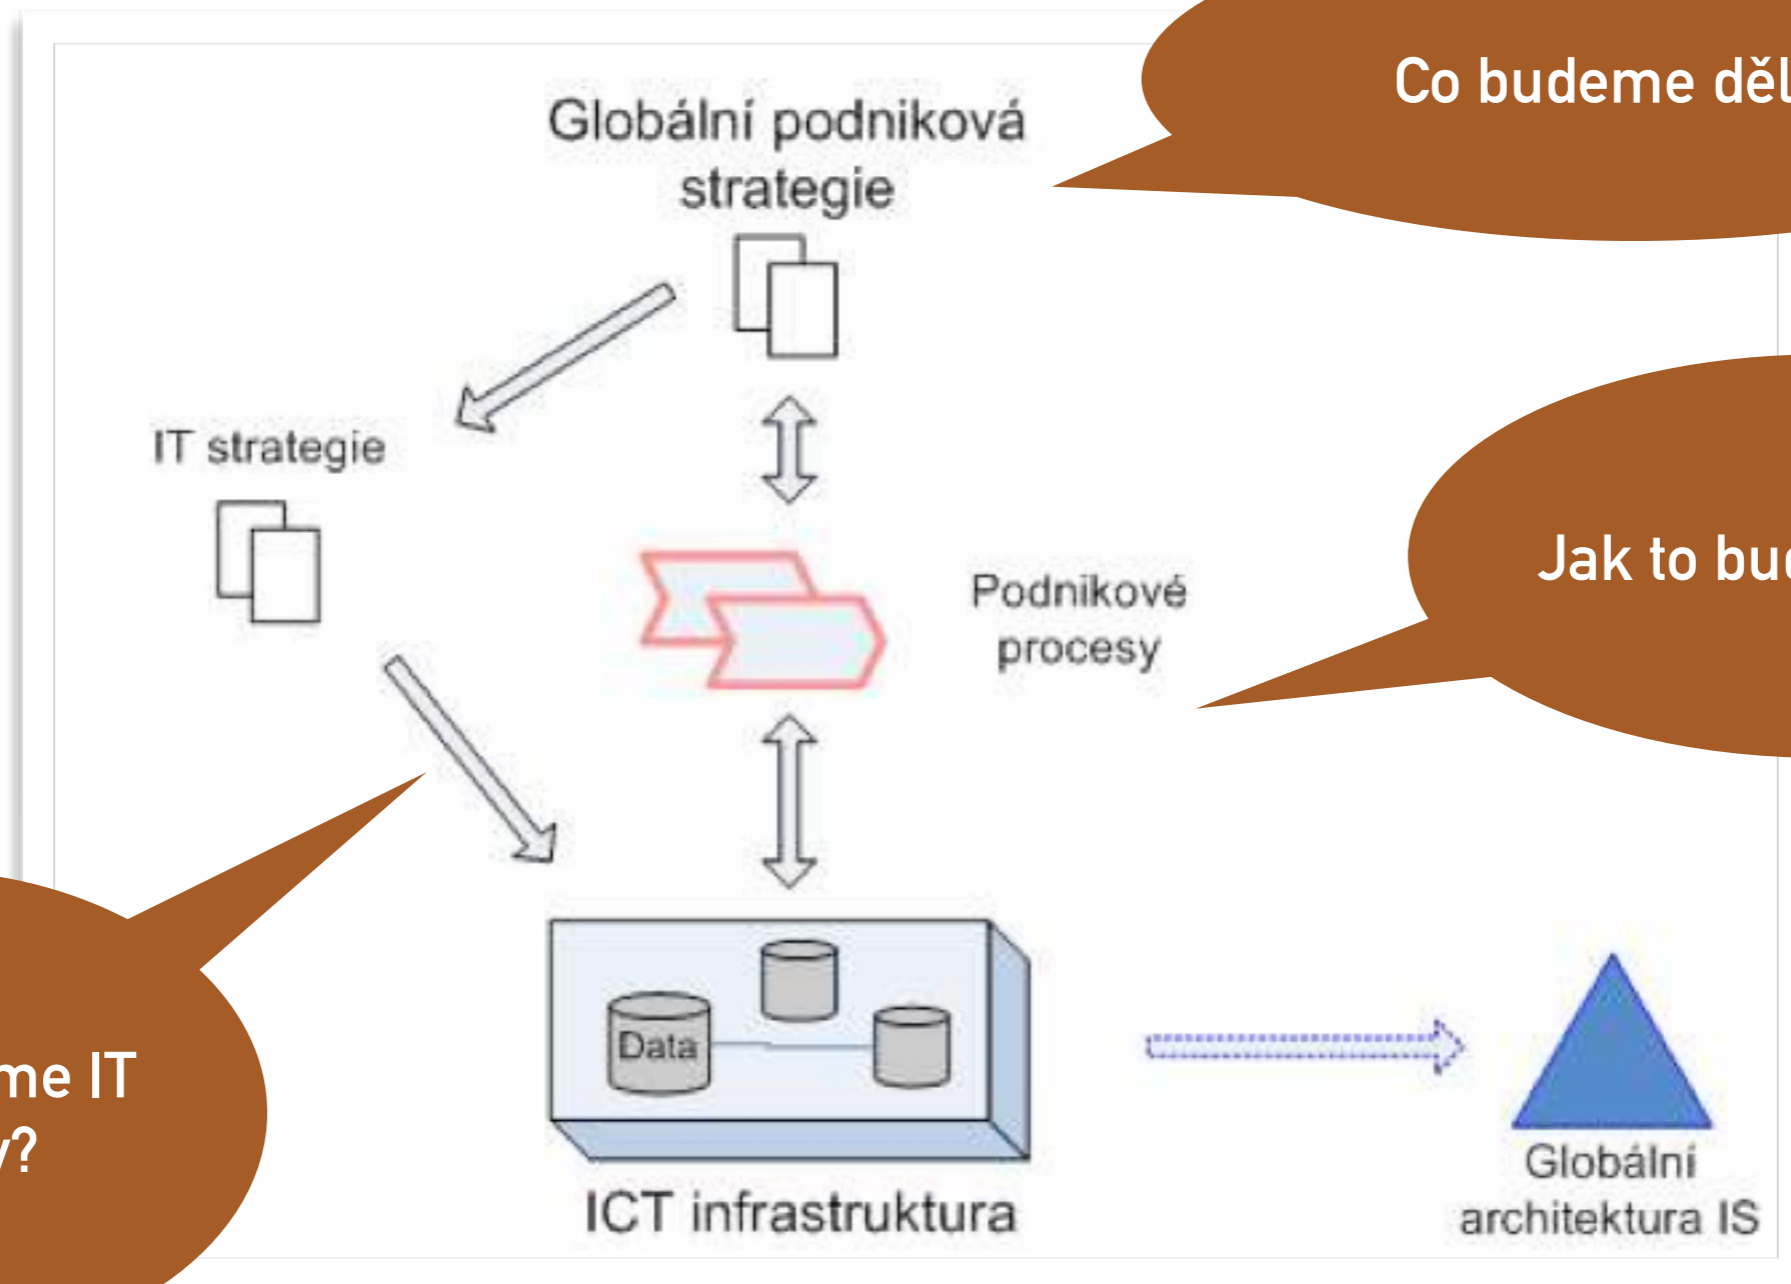 Co budeme děl
Globální podniková
strategie
IT strategie
Jak to bud
Podnikové
procesy
Data
me IT
y?
ICT infrastruktura
Globální
architektura IS